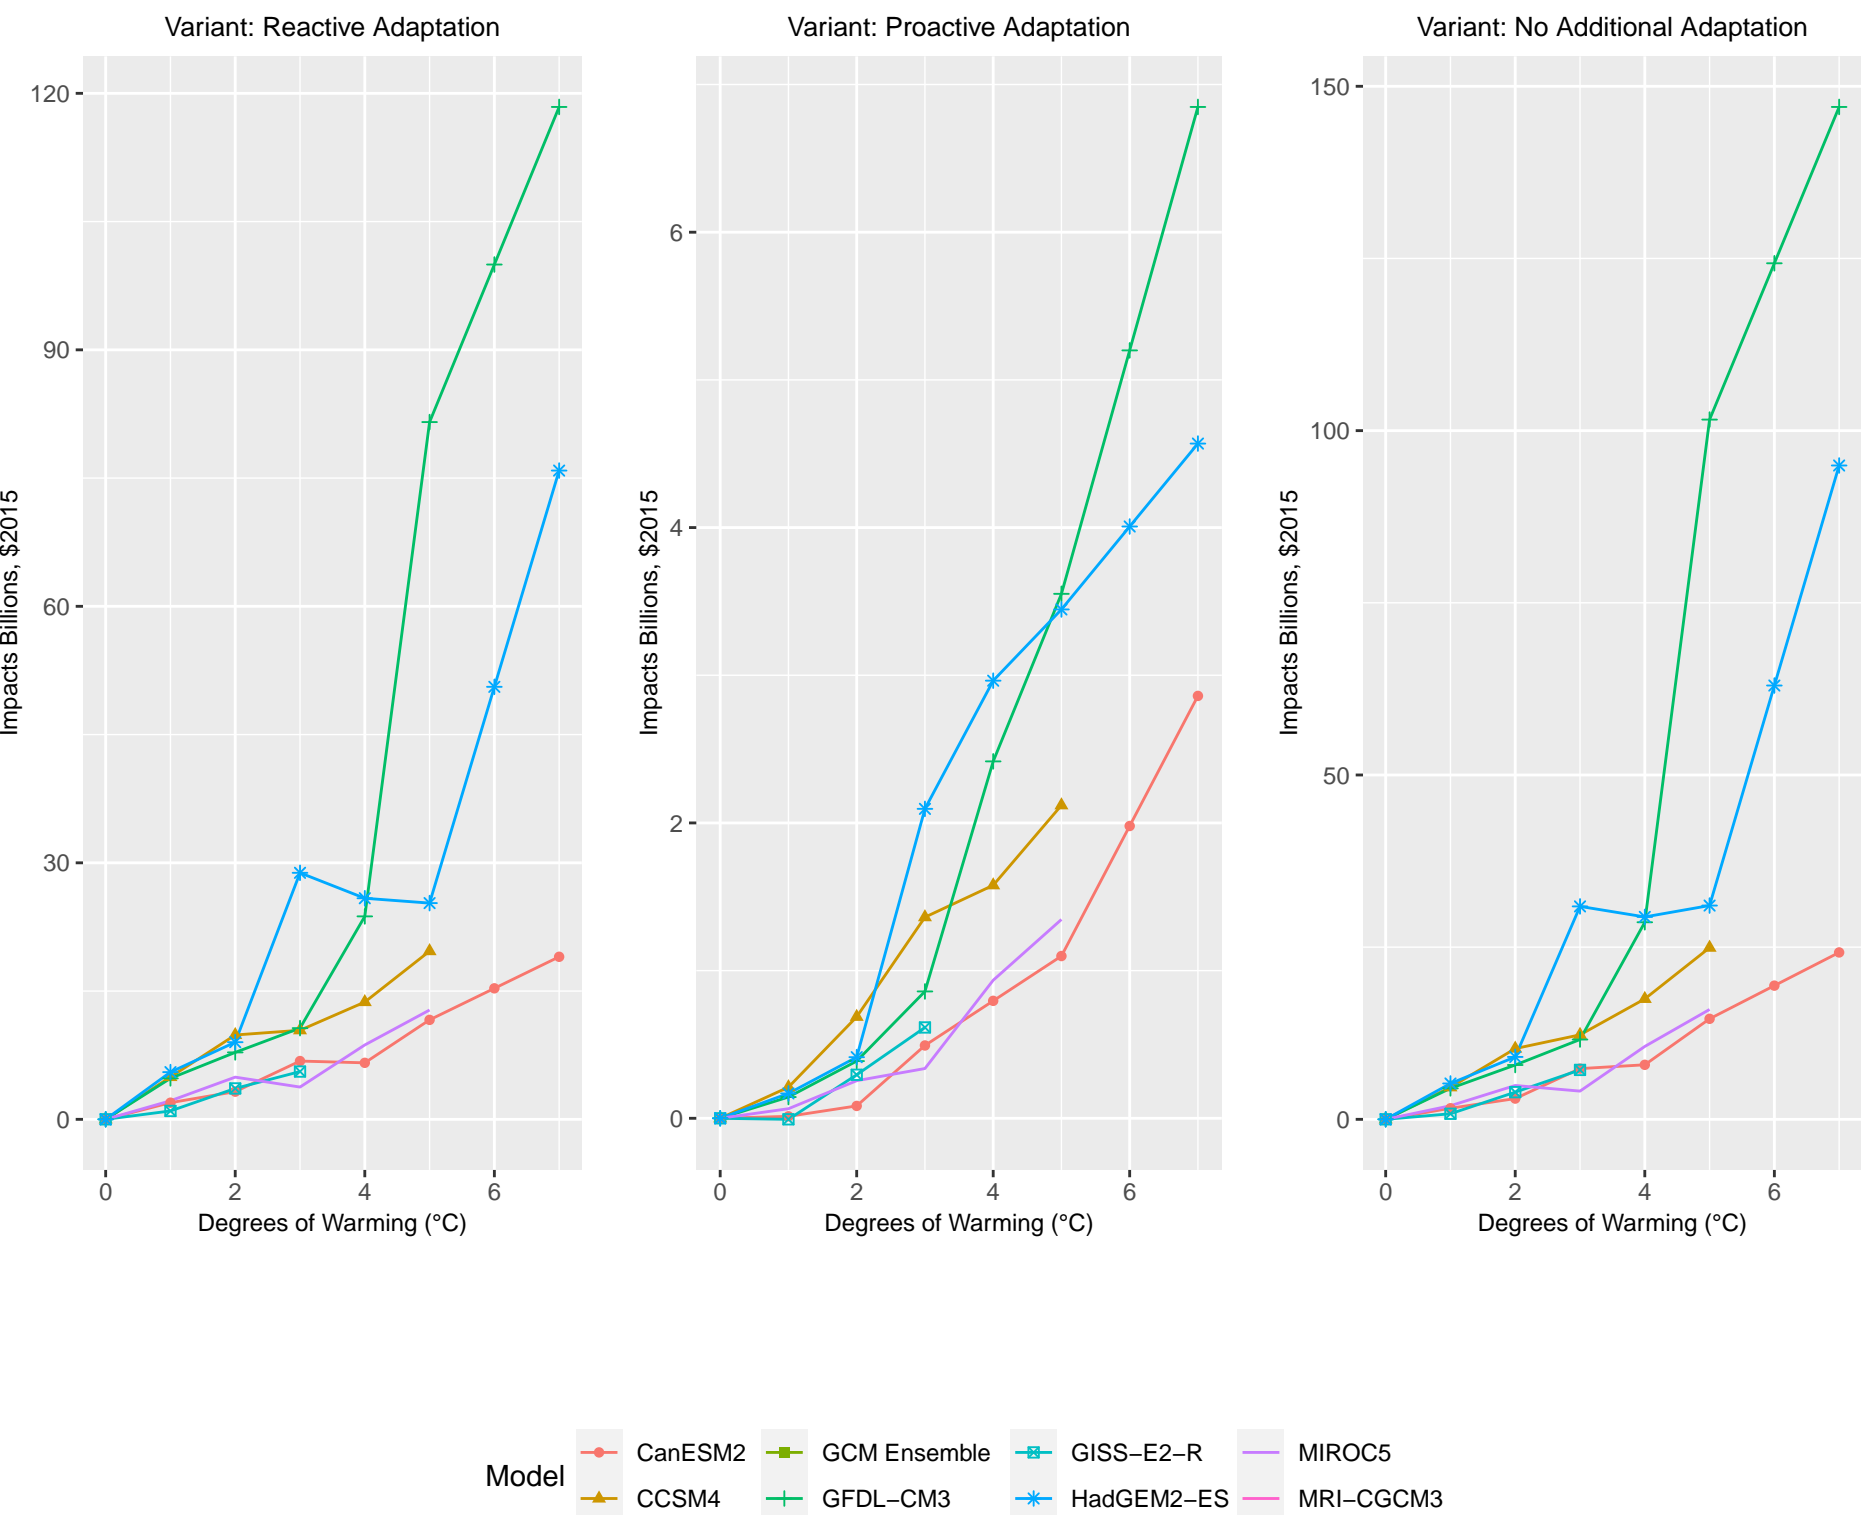 Variant: Reactive Adaptation
Variant: Proactive Adaptation
Variant: No Additional Adaptation
120
90
60
30
0
Impacts Billions, $2015
0 2 4 6
Degrees of Warming (°C)
6
4
2
0
Impacts Billions, $2015
0 2 4 6
Degrees of Warming (°C)
150
100
50
0
Impacts Billions, $2015
0 2 4 6
Degrees of Warming (°C)
Model
CanESM2 GCM Ensemble GISS−E2−R MIROC5
CCSM4 GFDL−CM3 HadGEM2−ES MRI−CGCM3